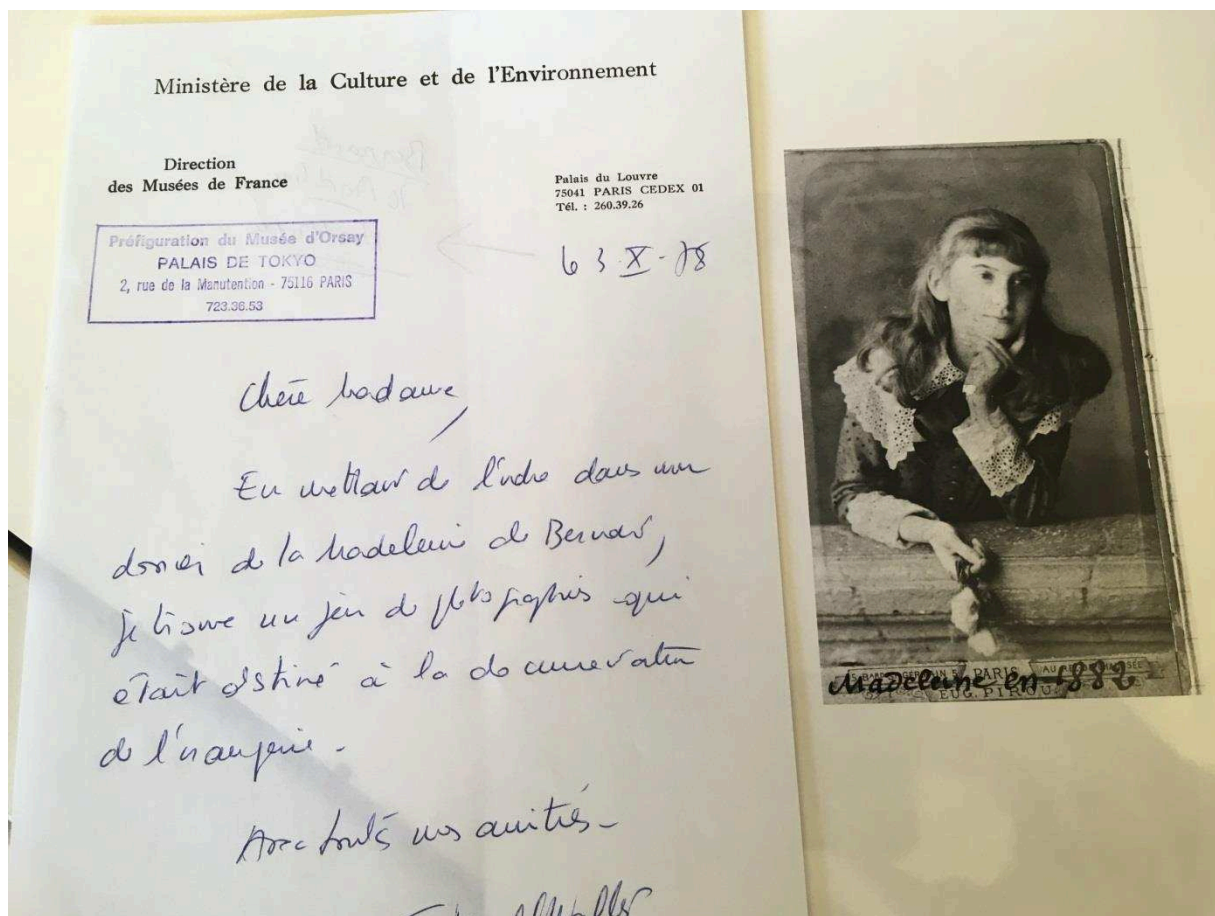 Ministère de la Culture et de l'Environnement
Direction
des Musées de France
Palais du Louvre
75041 PARIS CEDEX 01
Tél. : 260.39.26
Préfiguration du Musée d'Orsay
PALAIS DE TOKYO
2, rue de la Manutention - 75116 PARIS
723.36.53
3 X-78
Chère Madame,
En mettant de l'ordre dans un
dossier de la Madeleine de Bernard,
je trouve un jeu de photographies qui
était destiné à la documentation
de l'orangerie.
Avec toutes mes amitiés-
PARIS
EUG. PIROU
Madeleine en 1882